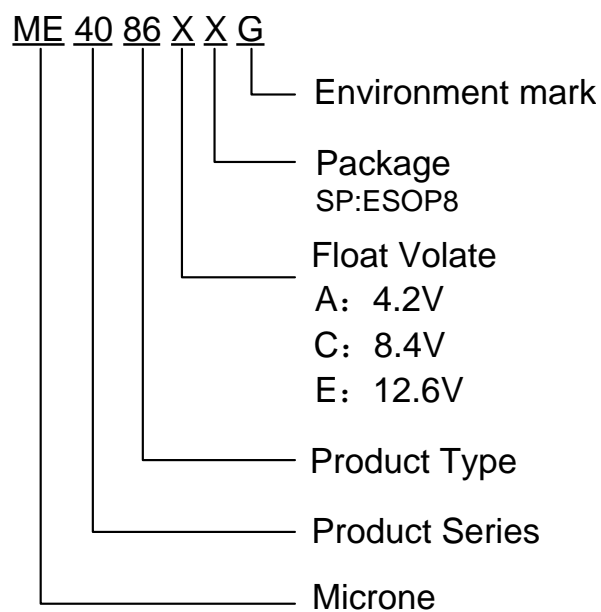 ME 40 86 X X G
Environment mark
Package
SP:ESOP8
Float Volate
A：4.2V
C：8.4V
E：12.6V
Product Type
Product Series
Microne